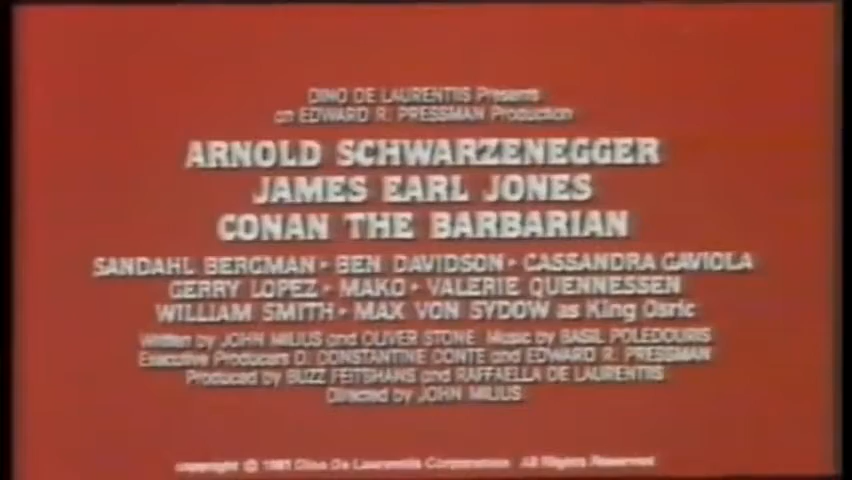 DINO DE LAURENTIIS Presents
an EDWARD R. PRESSMAN Production
ARNOLD SCHWARZENEGGER
JAMES EARL JONES
CONAN THE BARBARIAN
SANDAHL BERGMAN • BEN DAVIDSON • CASSANDRA GAVIOLA
GERRY LOPEZ • MAKO • VALERIE QUENNESSEN
WILLIAM SMITH • MAX VON SYDOW as King Osric
Written by JOHN MILIUS and OLIVER STONE Music by BASIL POLEDOURIS
Executive Producers D. CONSTANTINE CONTE and EDWARD R. PRESSMAN
Produced by BUZZ FEITSHANS and RAFFAELLA DE LAURENTIIS
Directed by JOHN MILIUS
copyright © 1981 Dino De Laurentiis Corporation All Rights Reserved